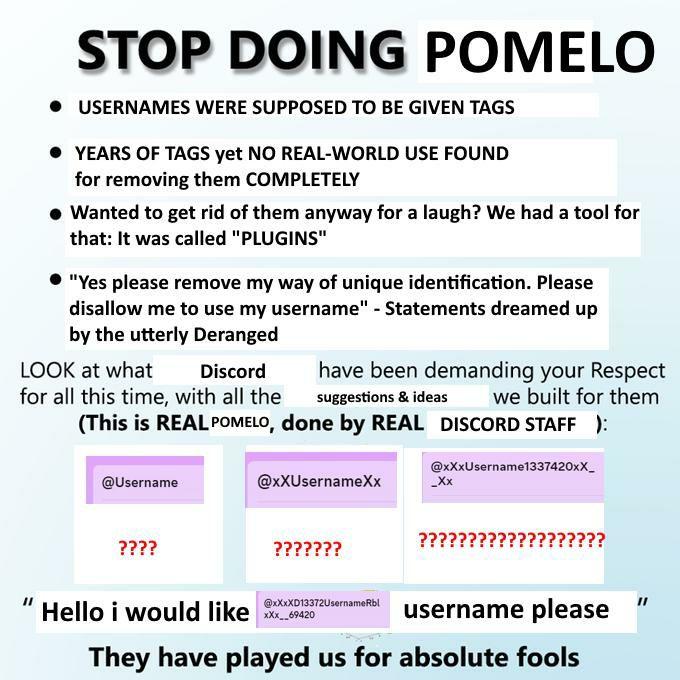 STOP DOING POMELO
• USERNAMES WERE SUPPOSED TO BE GIVEN TAGS
• YEARS OF TAGS yet NO REAL-WORLD USE FOUND
for removing them COMPLETELY
• Wanted to get rid of them anyway for a laugh? We had a tool for
that: It was called "PLUGINS"
• "Yes please remove my way of unique identification. Please
disallow me to use my username" - Statements dreamed up
by the utterly Deranged
LOOK at what Discord have been demanding your Respect
for all this time, with all the suggestions & ideas we built for them
(This is REAL POMELO, done by REAL DISCORD STAFF ):
@Username
@xXUsernameXx
@xXxUsername1337420xX_
_Xx
????
???????
???????????????????
“ Hello i would like @xXxXD13372UsernameRbl
xXx__69420 username please ”
They have played us for absolute fools